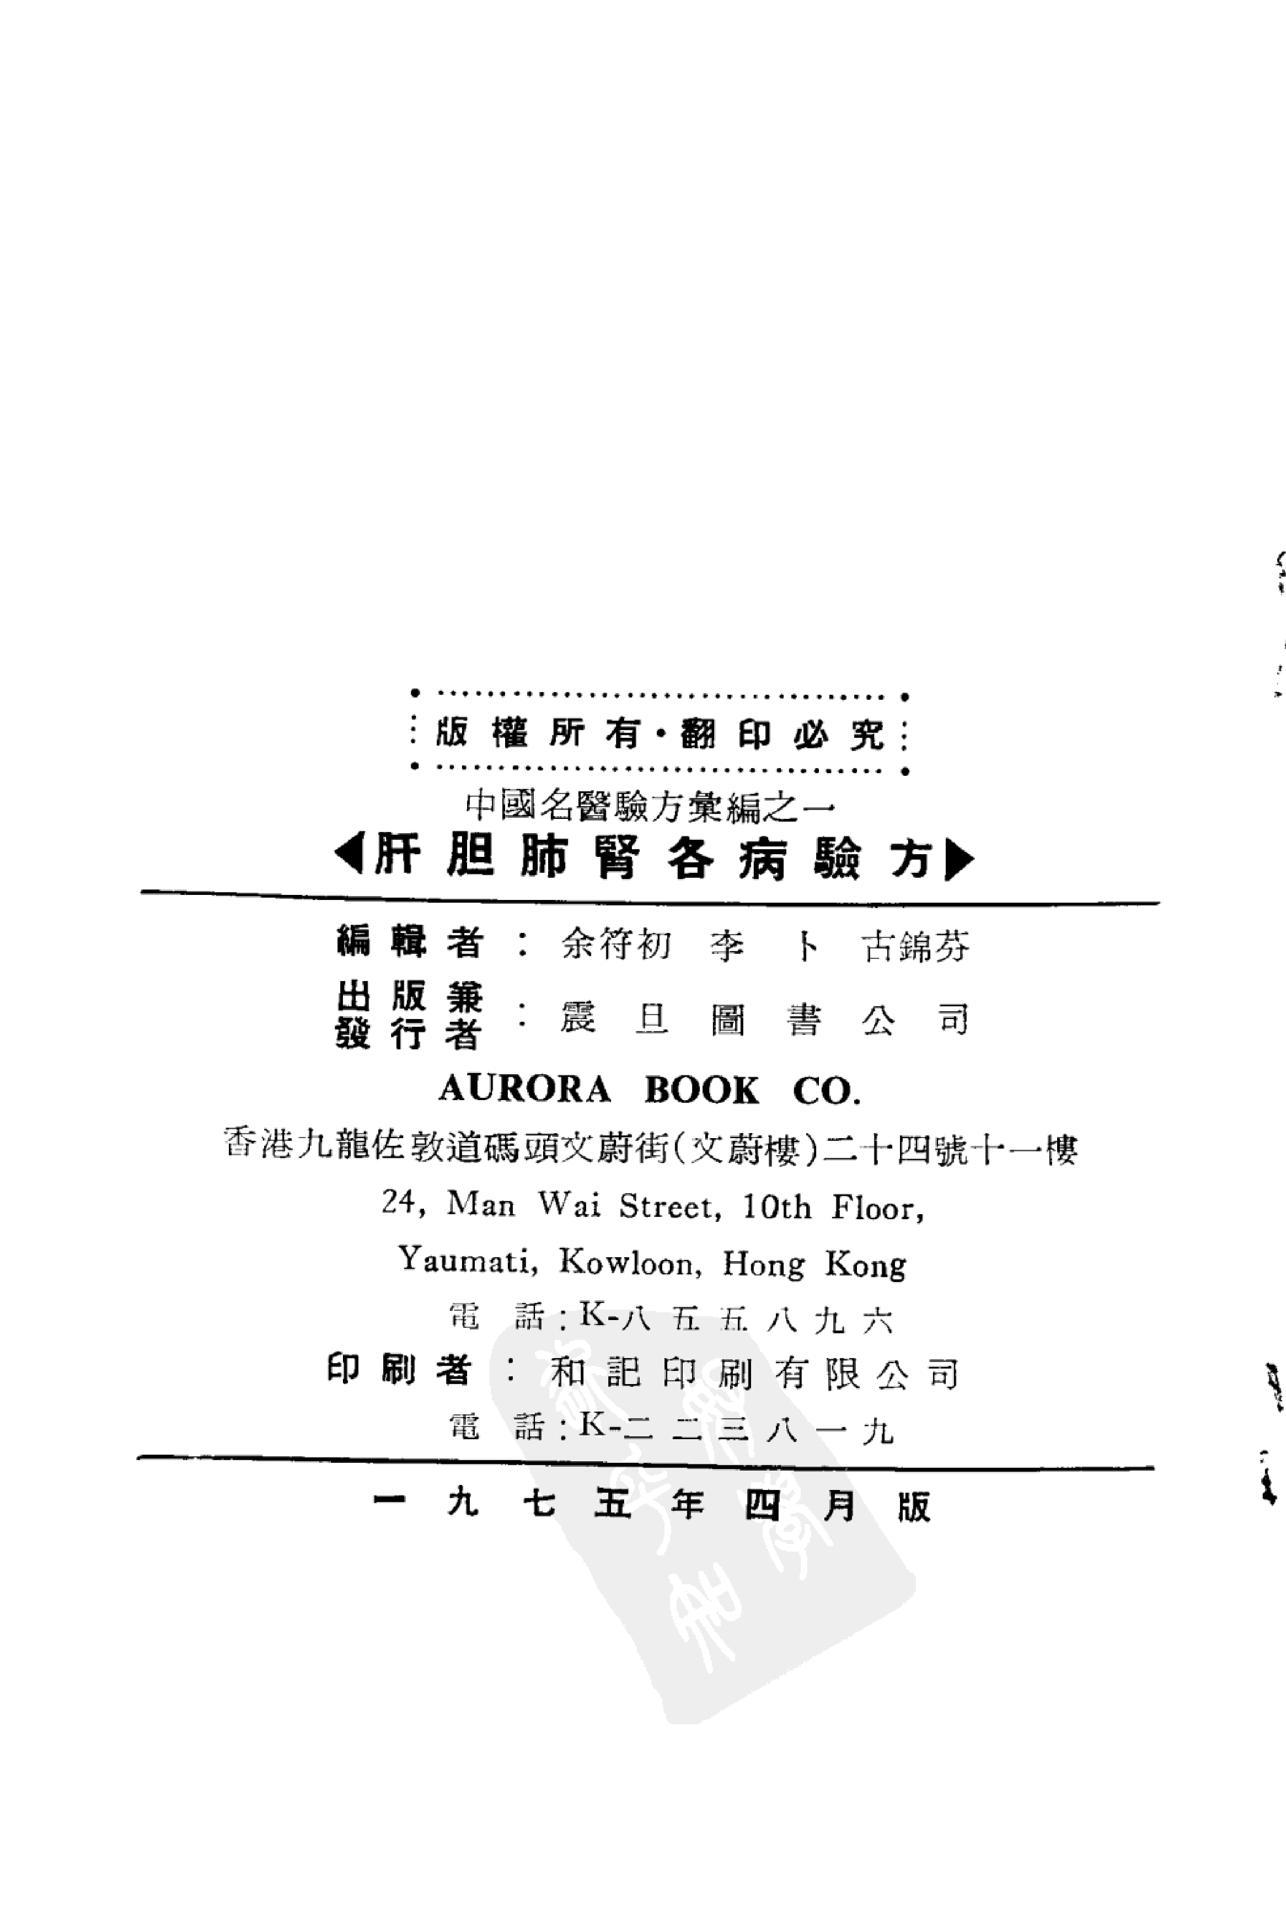 版權所有·翻印必究
中國名醫驗方彙編之一
肝胆肺腎各病驗方
編輯者：余符初 李卜 古錦芬
出版兼發行者：震旦圖書公司
AURORA BOOK CO.
香港九龍佐敦道碼頭文蔚街(文蔚樓)二十四號十一樓
24, Man Wai Street, 10th Floor,
Yaumati, Kowloon, Hong Kong
電話：K-八五五八九六
印刷者：和記印刷有限公司
電話：K-二二三八一九
一九七五年四月版